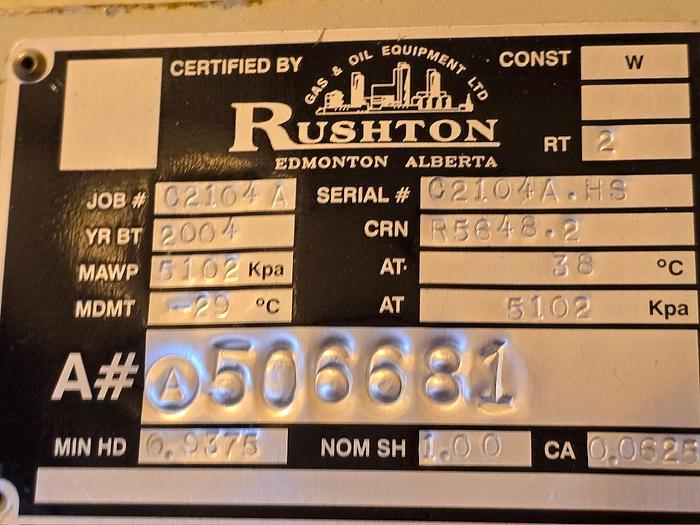 CERTIFIED BY
GAS & OIL EQUIPMENT LTD
RUSHTON
EDMONTON ALBERTA
CONST W
RT 2
JOB # C2104A SERIAL # C2104A.HS
YR BT 2004 CRN R5648.2
MAWP 5102 Kpa AT 38 °C
MDMT -29 °C AT 5102 Kpa
A# A506681
MIN HD 0.9375 NOM SH 1.00 CA 0.0625